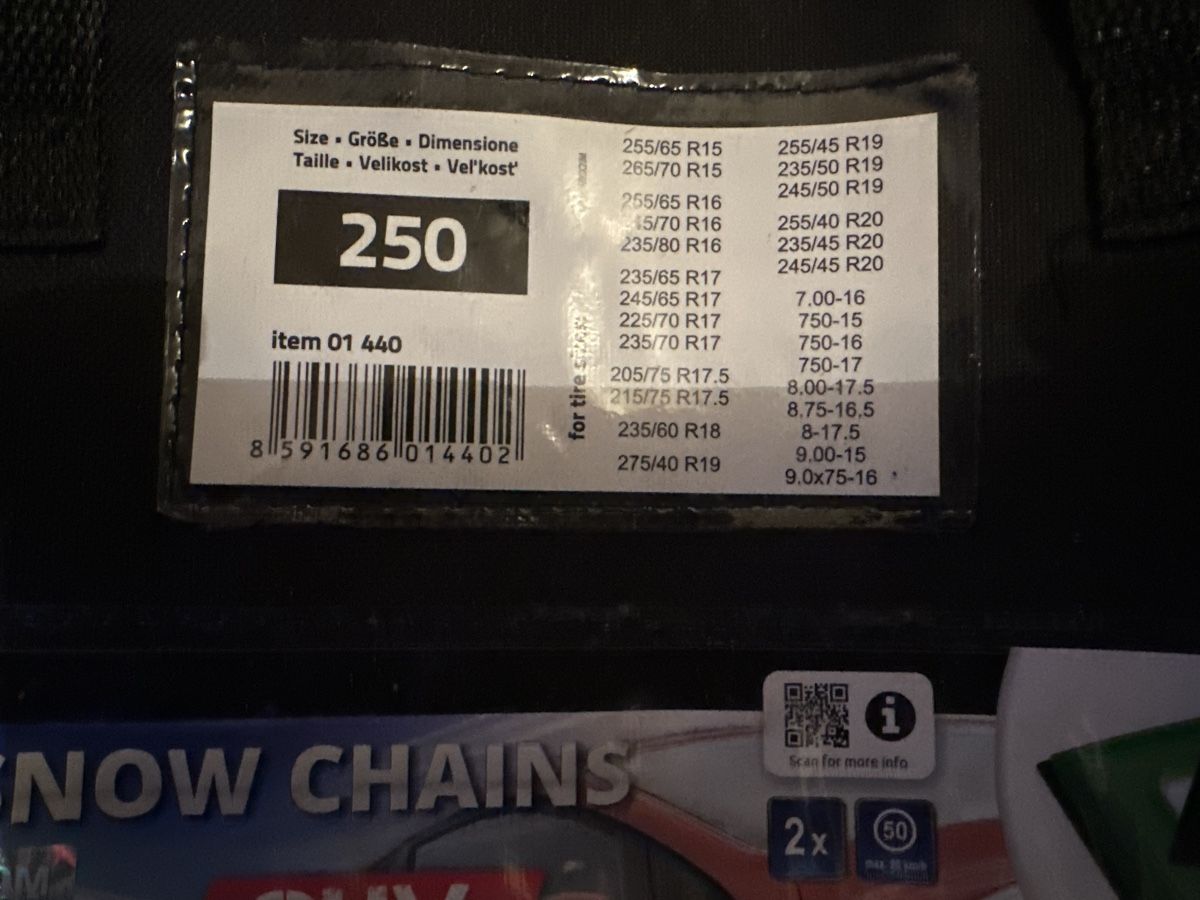 Size ▪ Größe ▪ Dimensione
Taille ▪ Velikost ▪ Vel'kost'
250
item 01 440
8 591686 014402
for tire sizes:
255/65 R15
265/70 R15
255/65 R16
235/80 R16
235/65 R17
245/65 R17
225/70 R17
235/70 R17
205/75 R17.5
215/75 R17.5
235/60 R18
275/40 R19
255/45 R19
235/50 R19
245/50 R19
255/40 R20
235/45 R20
245/45 R20
7.00-16
750-15
750-16
750-17
8.00-17.5
8.75-16.5
8-17.5
9.00-15
9.0x75-16
SNOW CHAINS
i
Scan for more info
2x
50
max. 50 km/h
SUV